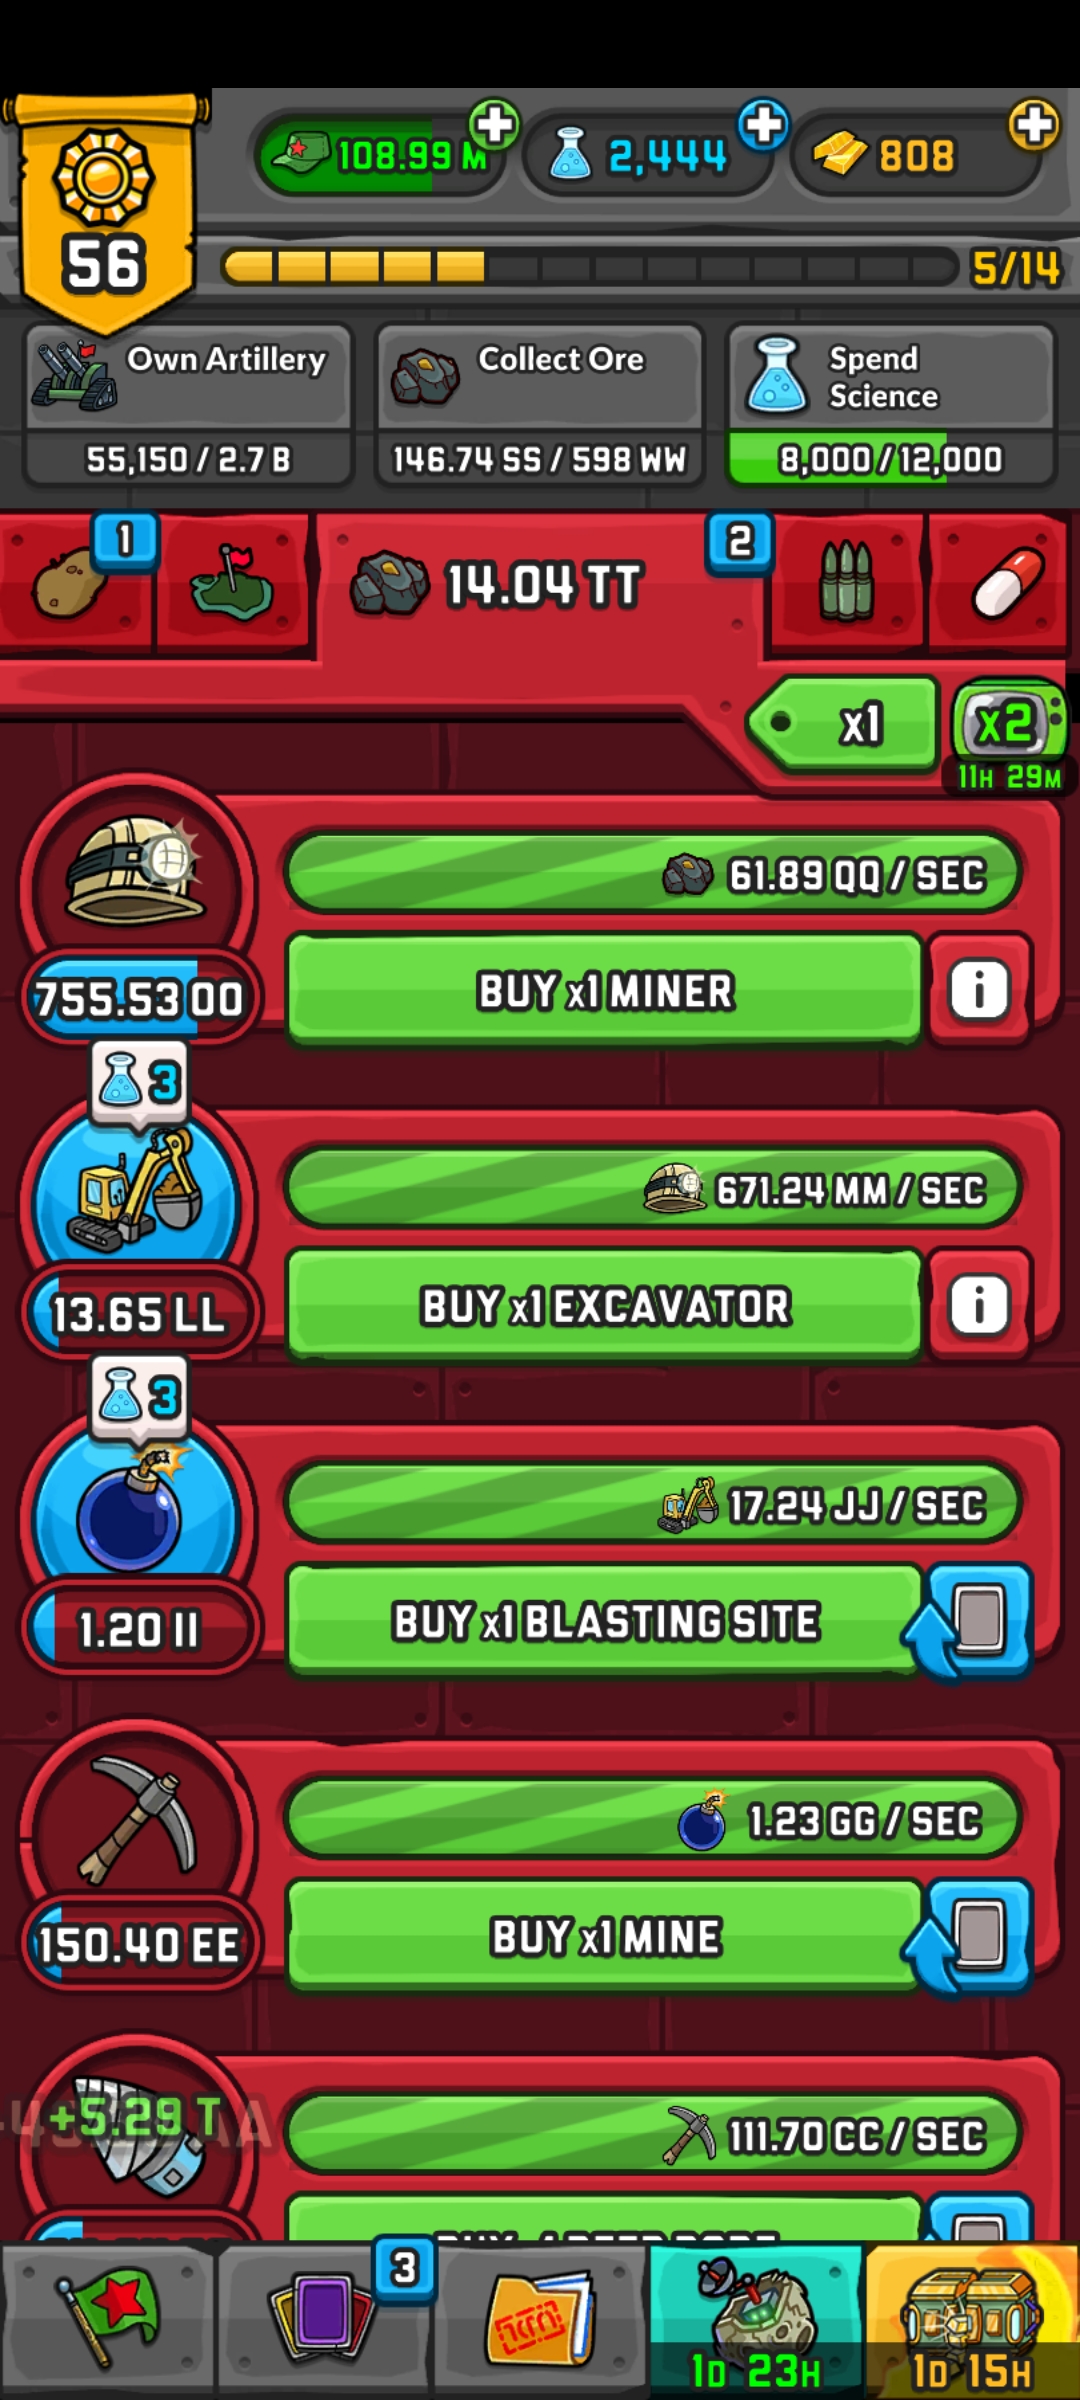 108.99 M
2,444
808
56
5/14
Own Artillery
55,150 / 2.7 B
Collect Ore
146.74 SS / 598 WW
Spend
Science
8,000 / 12,000
1
14.04 TT
2
x1
x2
11H 29M
61.89 QQ / SEC
755.53 OO
BUY x1 MINER
i
3
671.24 MM / SEC
13.65 LL
BUY x1 EXCAVATOR
i
3
17.24 JJ / SEC
1.20 II
BUY x1 BLASTING SITE
1.23 GG / SEC
150.40 EE
BUY x1 MINE
+5.29 T
111.70 CC / SEC
3
1D 23H
1D 15H